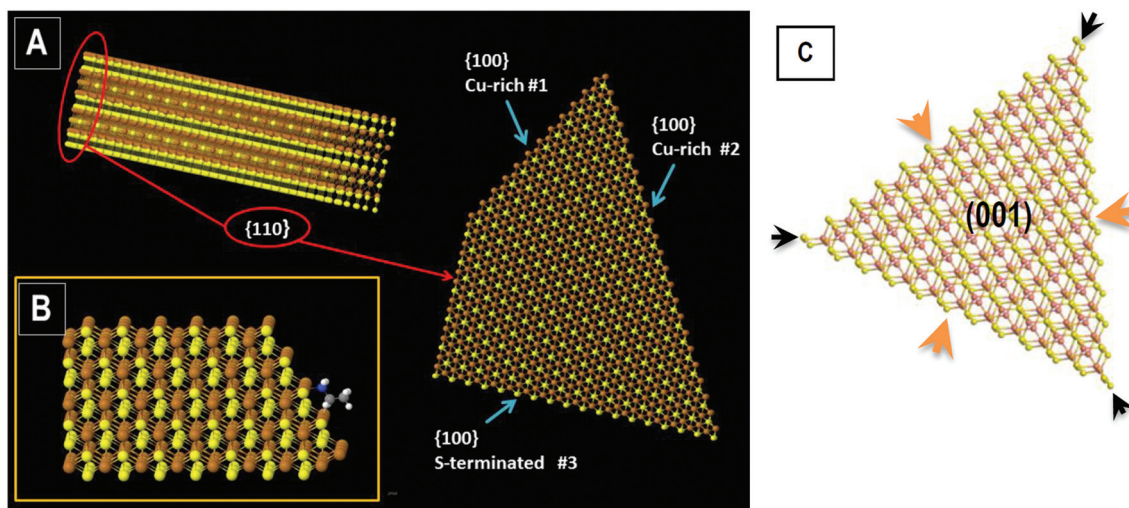 A
{100}
Cu-rich #1
{100}
Cu-rich #2
{110}
B
{100}
S-terminated #3
C
(001)